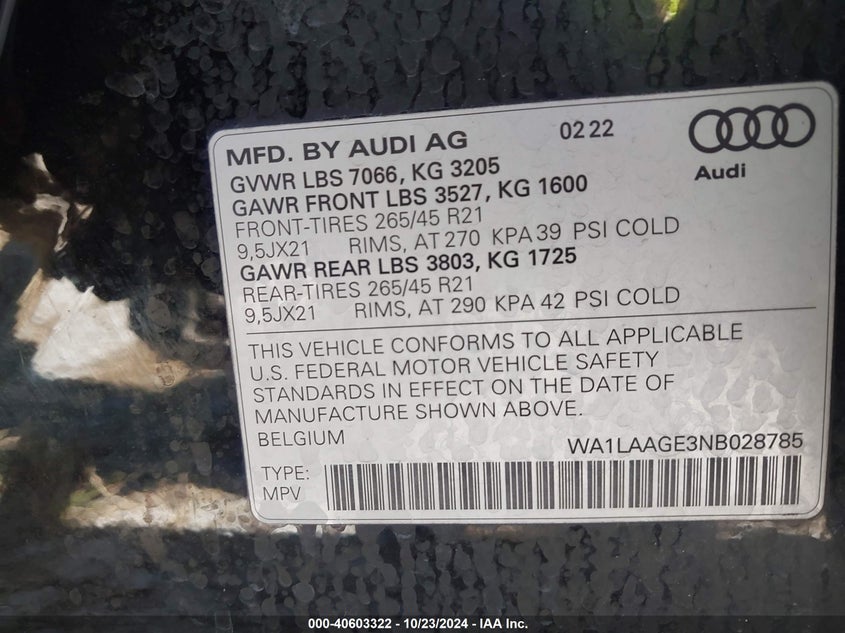 MFD. BY AUDI AG 02 22
Audi
GVWR LBS 7066, KG 3205
GAWR FRONT LBS 3527, KG 1600
FRONT-TIRES 265/45 R21
9,5JX21 RIMS, AT 270 KPA 39 PSI COLD
GAWR REAR LBS 3803, KG 1725
REAR-TIRES 265/45 R21
9,5JX21 RIMS, AT 290 KPA 42 PSI COLD
THIS VEHICLE CONFORMS TO ALL APPLICABLE
U.S. FEDERAL MOTOR VEHICLE SAFETY
STANDARDS IN EFFECT ON THE DATE OF
MANUFACTURE SHOWN ABOVE.
BELGIUM WA1LAAGE3NB028785
TYPE:
MPV
000-40603322 - 10/23/2024 - IAA Inc.